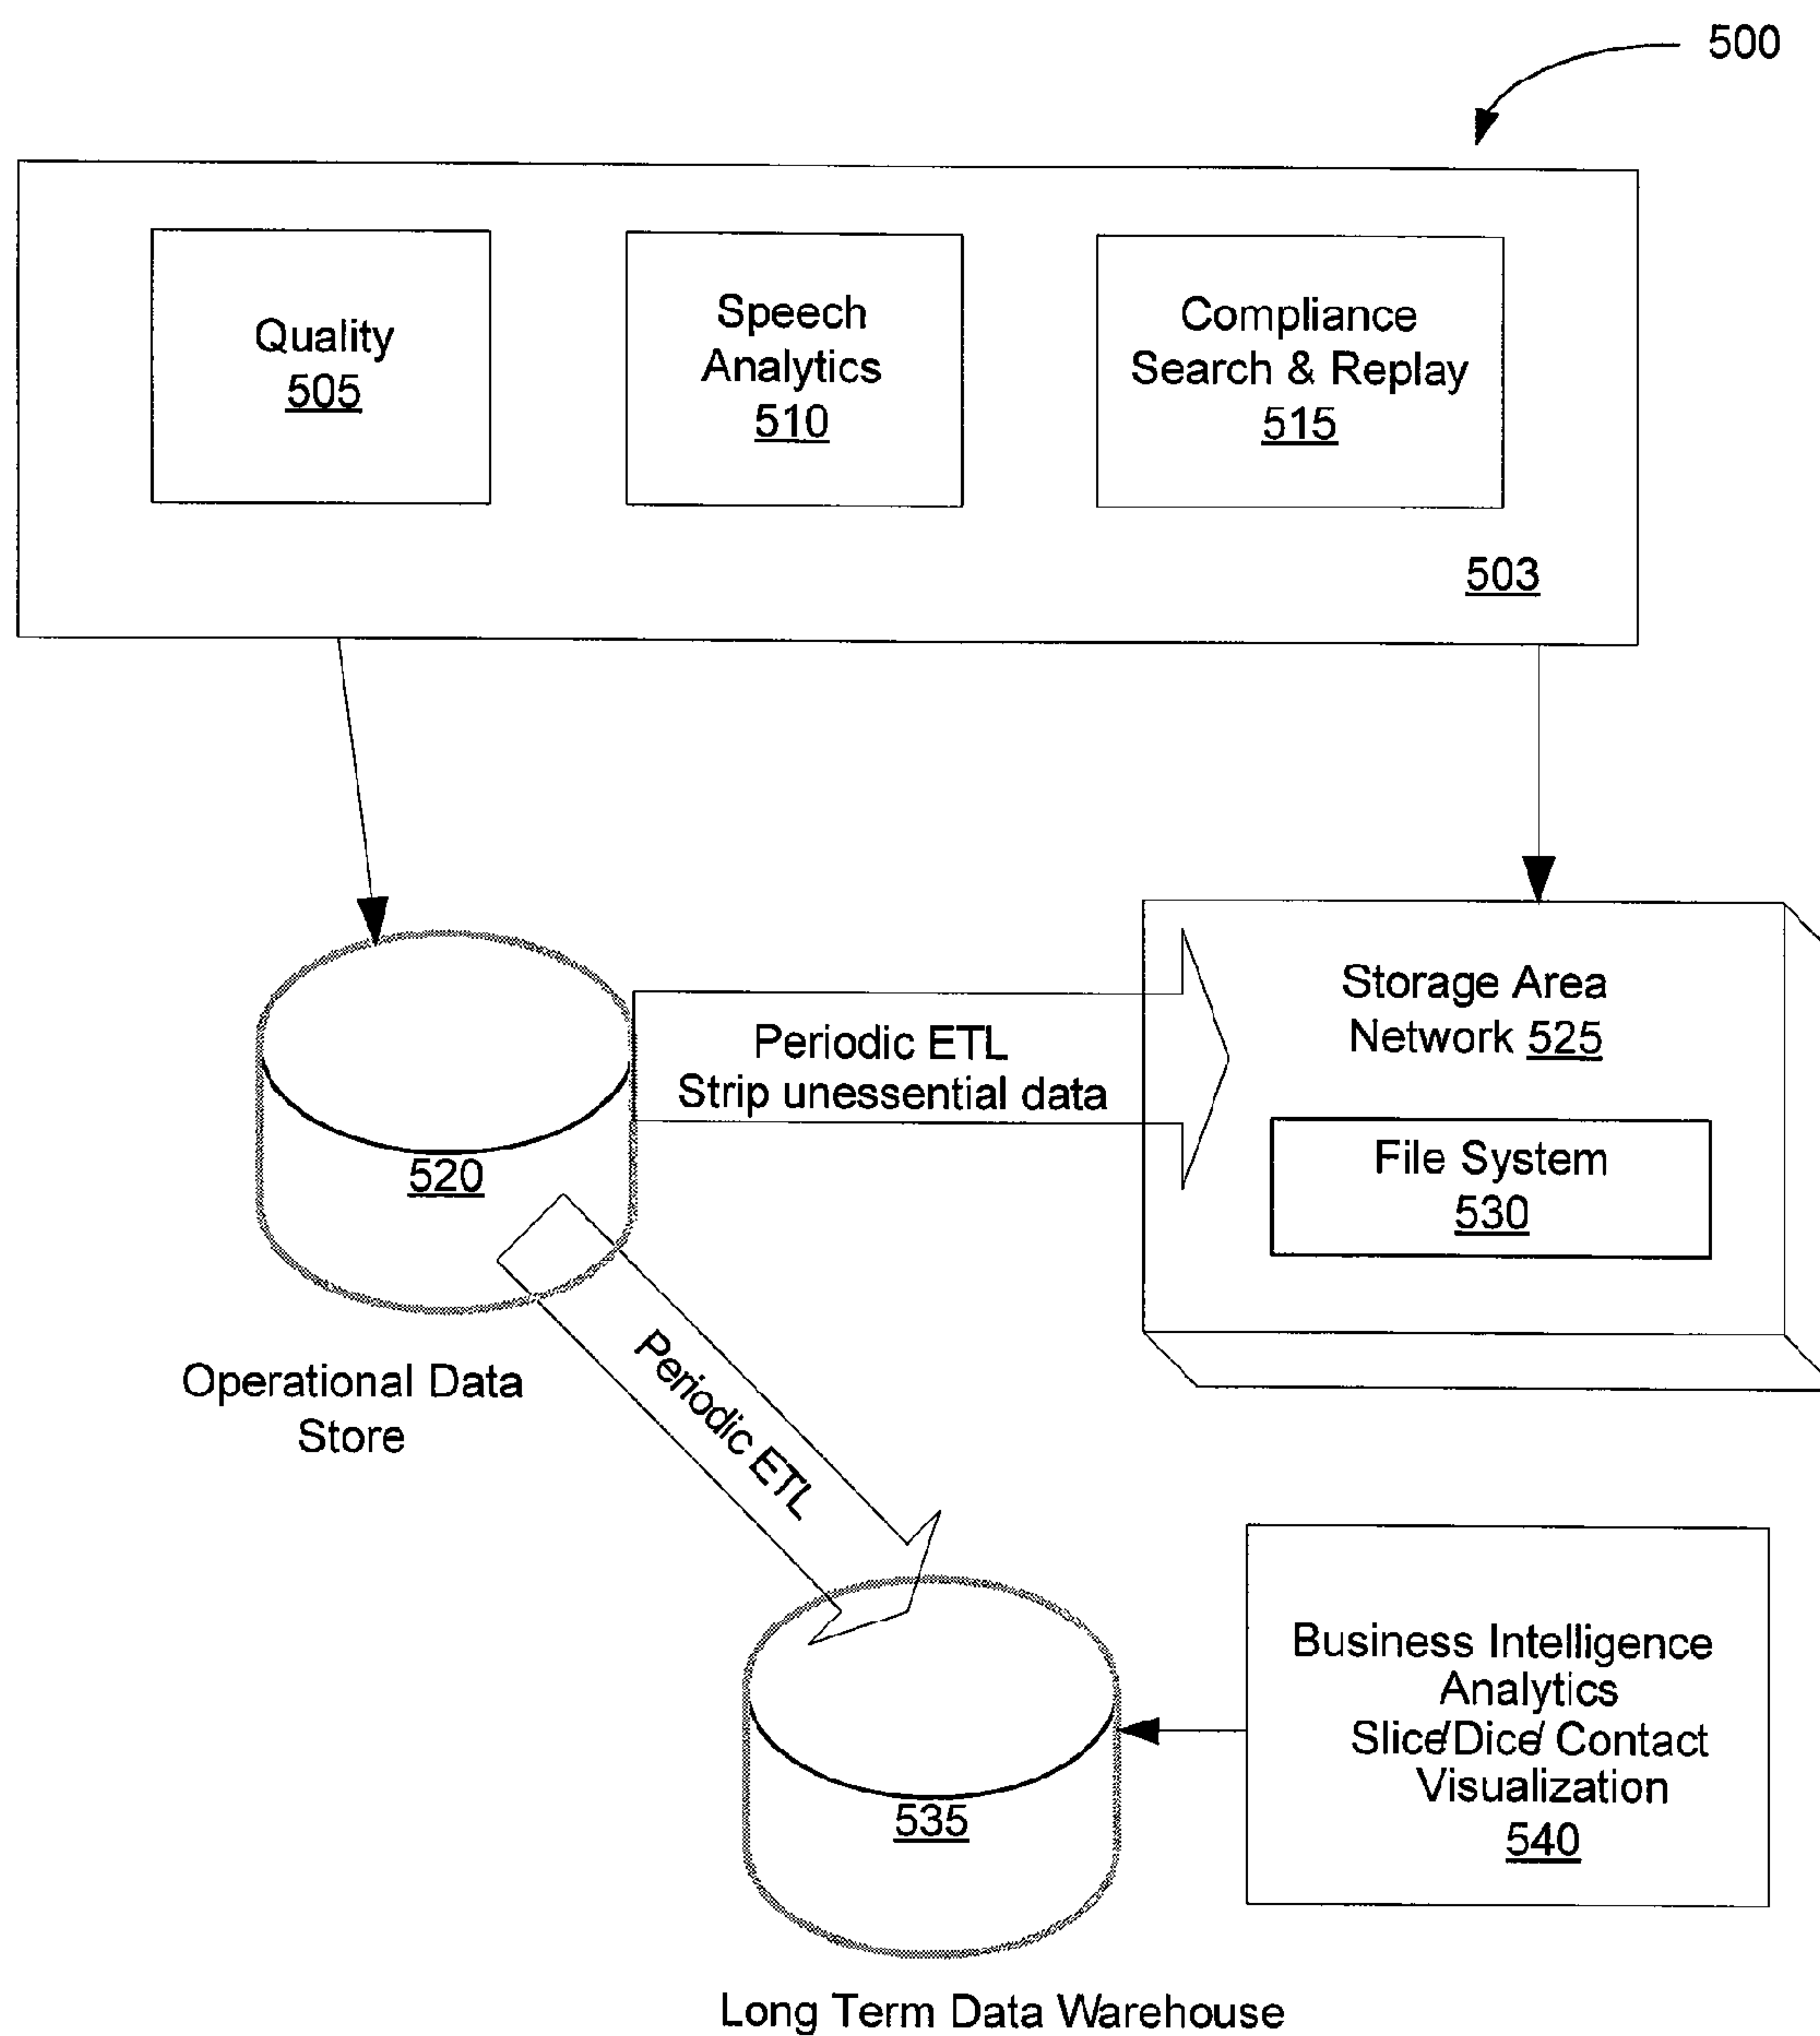 500
Quality
505
Speech
Analytics
510
Compliance
Search & Replay
515
503
Storage Area
Network 525
Periodic ETL
Strip unessential data
File System
530
520
Operational Data
Store
Periodic ETL
Business Intelligence
Analytics
Slice/Dice/ Contact
Visualization
540
535
Long Term Data Warehouse